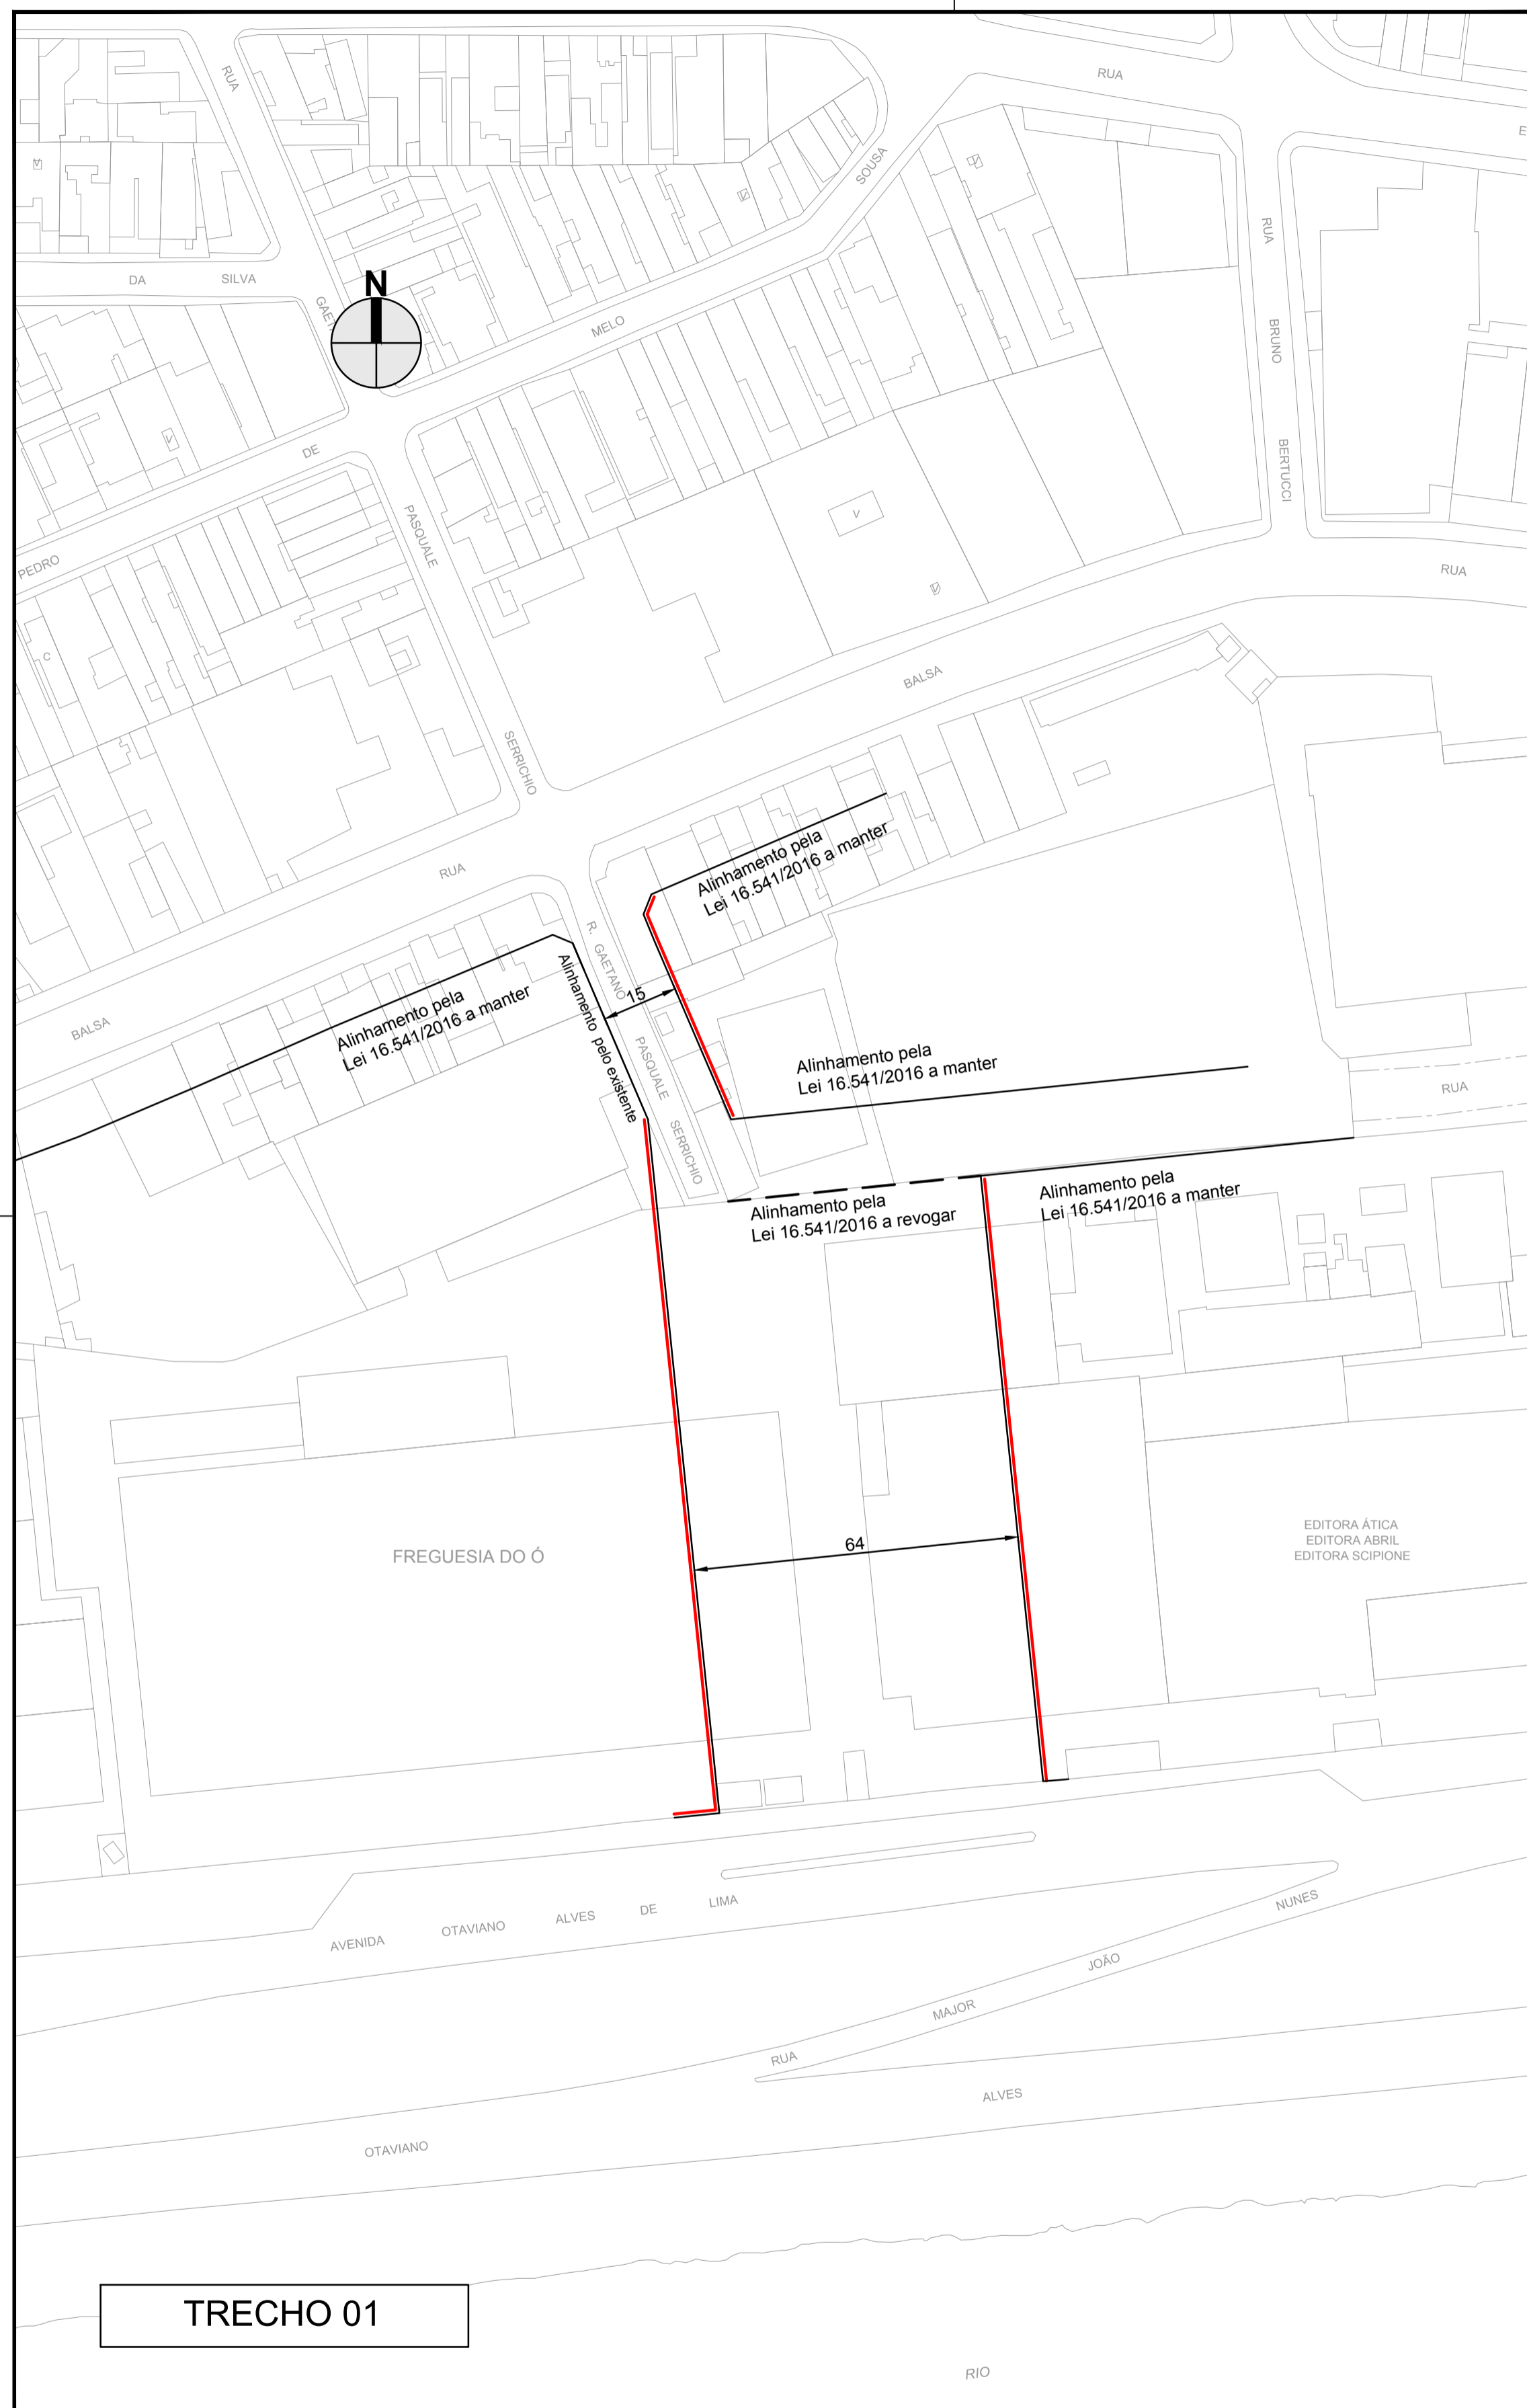 RUA
RUA
E
SOUSA
V
V
V
RUA
DA SILVA
N
GAET
MELO
BRUNO
DE
V
BERTUCCI
PASQUALE
V
PEDRO
RUA
V
C
BALSA
SERRICHIO
Alinhamento pela
Lei 16.541/2016 a manter
RUA
R. GAETANO
Alinhamento pela
Lei 16.541/2016 a manter
Alinhamento pelo existente
15
BALSA
PASQUALE
Alinhamento pela
Lei 16.541/2016 a manter
RUA
SERRICHIO
Alinhamento pela
Lei 16.541/2016 a revogar
Alinhamento pela
Lei 16.541/2016 a manter
EDITORA ÁTICA
EDITORA ABRIL
EDITORA SCIPIONE
64
FREGUESIA DO Ó
AVENIDA OTAVIANO ALVES DE LIMA
RUA MAJOR JOÃO NUNES
OTAVIANO ALVES
TRECHO 01
RIO